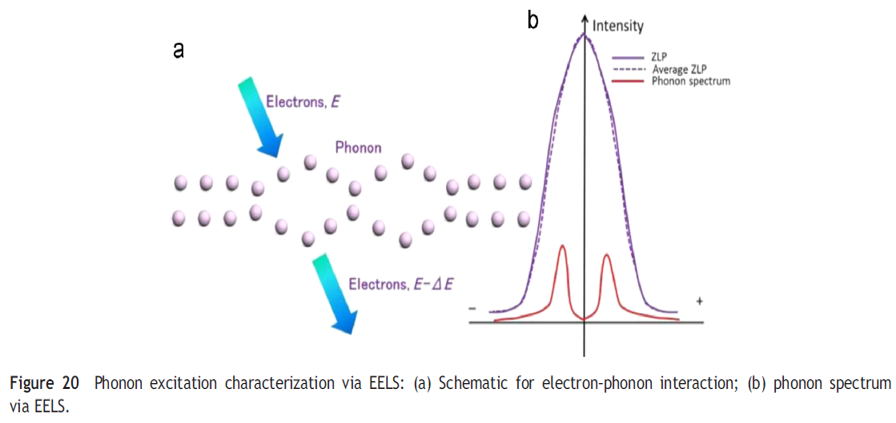 a
Electrons, E
Phonon
Electrons, E-ΔE
b
Intensity
ZLP
Average ZLP
Phonon spectrum
-
+
Figure 20 Phonon excitation characterization via EELS: (a) Schematic for electron-phonon interaction; (b) phonon spectrum
via EELS.